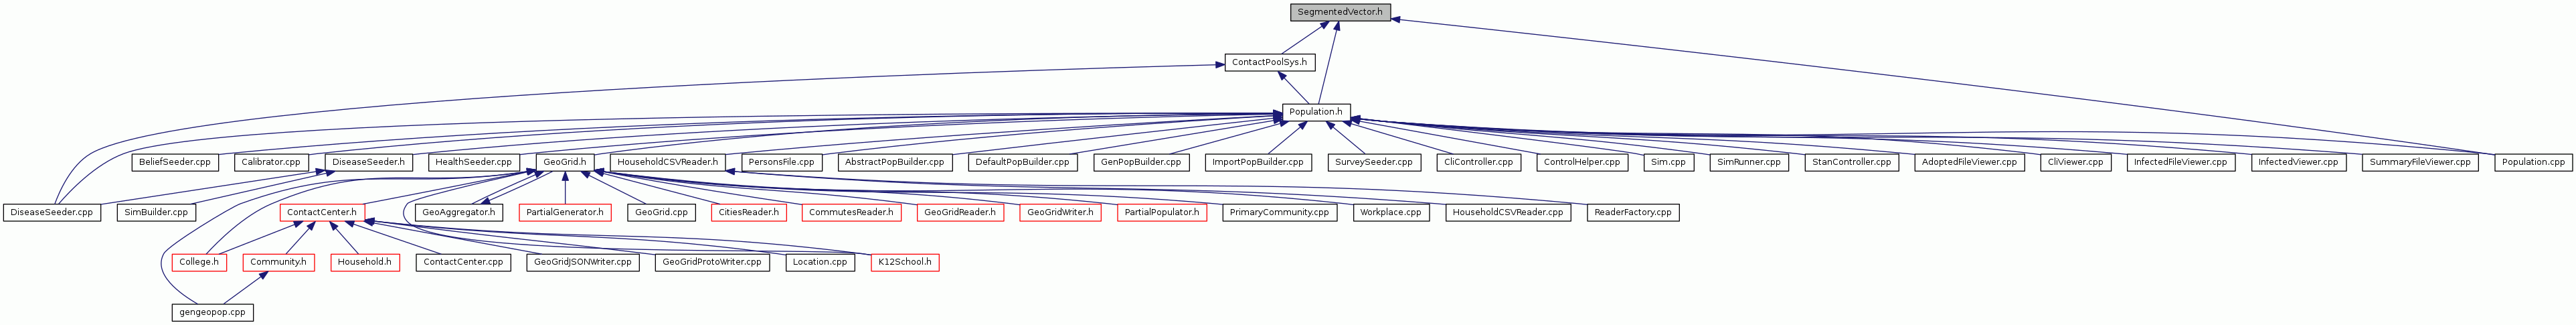 SegmentedVector.h
ContactPoolSys.h
Population.h
BeliefSeeder.cpp
Calibrator.cpp
DiseaseSeeder.h
HealthSeeder.cpp
GeoGrid.h
HouseholdCSVReader.h
PersonsFile.cpp
AbstractPopBuilder.cpp
DefaultPopBuilder.cpp
GenPopBuilder.cpp
ImportPopBuilder.cpp
SurveySeeder.cpp
CliController.cpp
ControlHelper.cpp
Sim.cpp
SimRunner.cpp
StanController.cpp
AdoptedFileViewer.cpp
CliViewer.cpp
InfectedFileViewer.cpp
InfectedViewer.cpp
SummaryFileViewer.cpp
Population.cpp
DiseaseSeeder.cpp
SimBuilder.cpp
ContactCenter.h
GeoAggregator.h
PartialGenerator.h
GeoGrid.cpp
CitiesReader.h
CommutesReader.h
GeoGridReader.h
GeoGridWriter.h
PartialPopulator.h
PrimaryCommunity.cpp
Workplace.cpp
HouseholdCSVReader.cpp
ReaderFactory.cpp
College.h
Community.h
Household.h
ContactCenter.cpp
GeoGridJSONWriter.cpp
GeoGridProtoWriter.cpp
Location.cpp
K12School.h
gengeopop.cpp